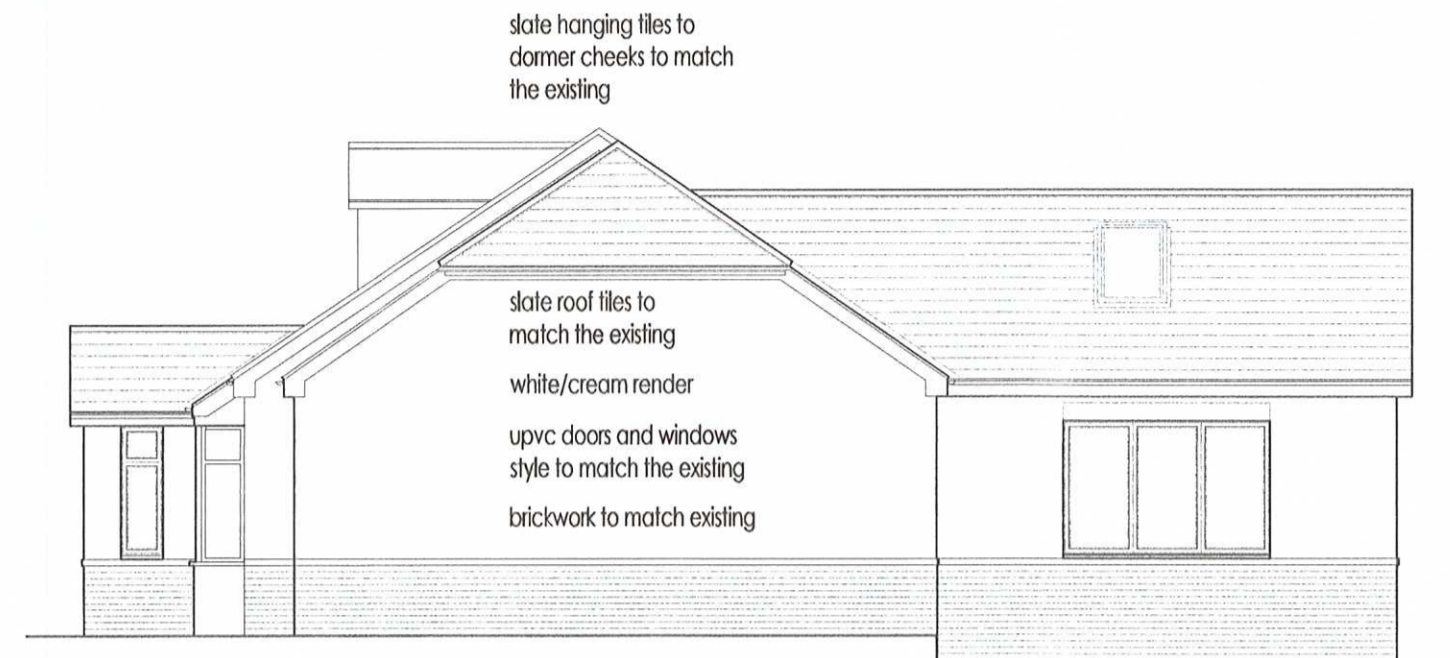 slate hanging tiles to
dormer cheeks to match
the existing
slate roof tiles to
match the existing
white/cream render
upvc doors and windows
style to match the existing
brickwork to match existing